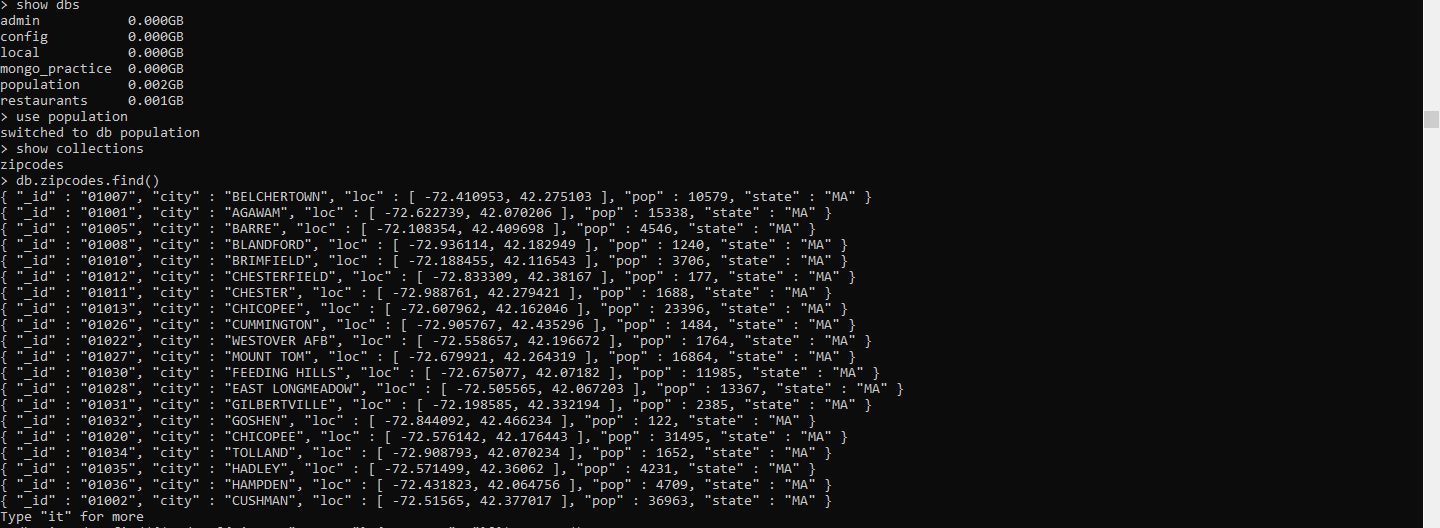 > show dbs
admin          0.000GB
config         0.000GB
local          0.000GB
mongo_practice  0.000GB
population      0.002GB
restaurants     0.001GB
> use population
switched to db population
> show collections
zipcodes
> db.zipcodes.find()
{ "_id" : "01007", "city" : "BELCHERTOWN", "loc" : [ -72.410953, 42.275103 ], "pop" : 10579, "state" : "MA" }
{ "_id" : "01001", "city" : "AGAWAM", "loc" : [ -72.622739, 42.070206 ], "pop" : 15338, "state" : "MA" }
{ "_id" : "01005", "city" : "BARRE", "loc" : [ -72.108354, 42.409698 ], "pop" : 4546, "state" : "MA" }
{ "_id" : "01008", "city" : "BLANDFORD", "loc" : [ -72.936114, 42.182949 ], "pop" : 1240, "state" : "MA" }
{ "_id" : "01010", "city" : "BRIMFIELD", "loc" : [ -72.188455, 42.116543 ], "pop" : 3706, "state" : "MA" }
{ "_id" : "01012", "city" : "CHESTERFIELD", "loc" : [ -72.833309, 42.38167 ], "pop" : 177, "state" : "MA" }
{ "_id" : "01011", "city" : "CHESTER", "loc" : [ -72.988761, 42.279421 ], "pop" : 1688, "state" : "MA" }
{ "_id" : "01013", "city" : "CHICOPEE", "loc" : [ -72.607962, 42.162046 ], "pop" : 23396, "state" : "MA" }
{ "_id" : "01026", "city" : "CUMMINGTON", "loc" : [ -72.905767, 42.435296 ], "pop" : 1484, "state" : "MA" }
{ "_id" : "01022", "city" : "WESTOVER AFB", "loc" : [ -72.558657, 42.196672 ], "pop" : 1764, "state" : "MA" }
{ "_id" : "01027", "city" : "MOUNT TOM", "loc" : [ -72.679921, 42.264319 ], "pop" : 16864, "state" : "MA" }
{ "_id" : "01030", "city" : "FEEDING HILLS", "loc" : [ -72.675077, 42.07182 ], "pop" : 11985, "state" : "MA" }
{ "_id" : "01028", "city" : "EAST LONGMEADOW", "loc" : [ -72.505565, 42.067203 ], "pop" : 13367, "state" : "MA" }
{ "_id" : "01031", "city" : "GILBERTVILLE", "loc" : [ -72.198585, 42.332194 ], "pop" : 2385, "state" : "MA" }
{ "_id" : "01032", "city" : "GOSHEN", "loc" : [ -72.844092, 42.466234 ], "pop" : 122, "state" : "MA" }
{ "_id" : "01020", "city" : "CHICOPEE", "loc" : [ -72.576142, 42.176443 ], "pop" : 31495, "state" : "MA" }
{ "_id" : "01034", "city" : "TOLLAND", "loc" : [ -72.908793, 42.070234 ], "pop" : 1652, "state" : "MA" }
{ "_id" : "01035", "city" : "HADLEY", "loc" : [ -72.571499, 42.36062 ], "pop" : 4231, "state" : "MA" }
{ "_id" : "01036", "city" : "HAMPDEN", "loc" : [ -72.431823, 42.064756 ], "pop" : 4709, "state" : "MA" }
{ "_id" : "01002", "city" : "CUSHMAN", "loc" : [ -72.51565, 42.377017 ], "pop" : 36963, "state" : "MA" }
Type "it" for more